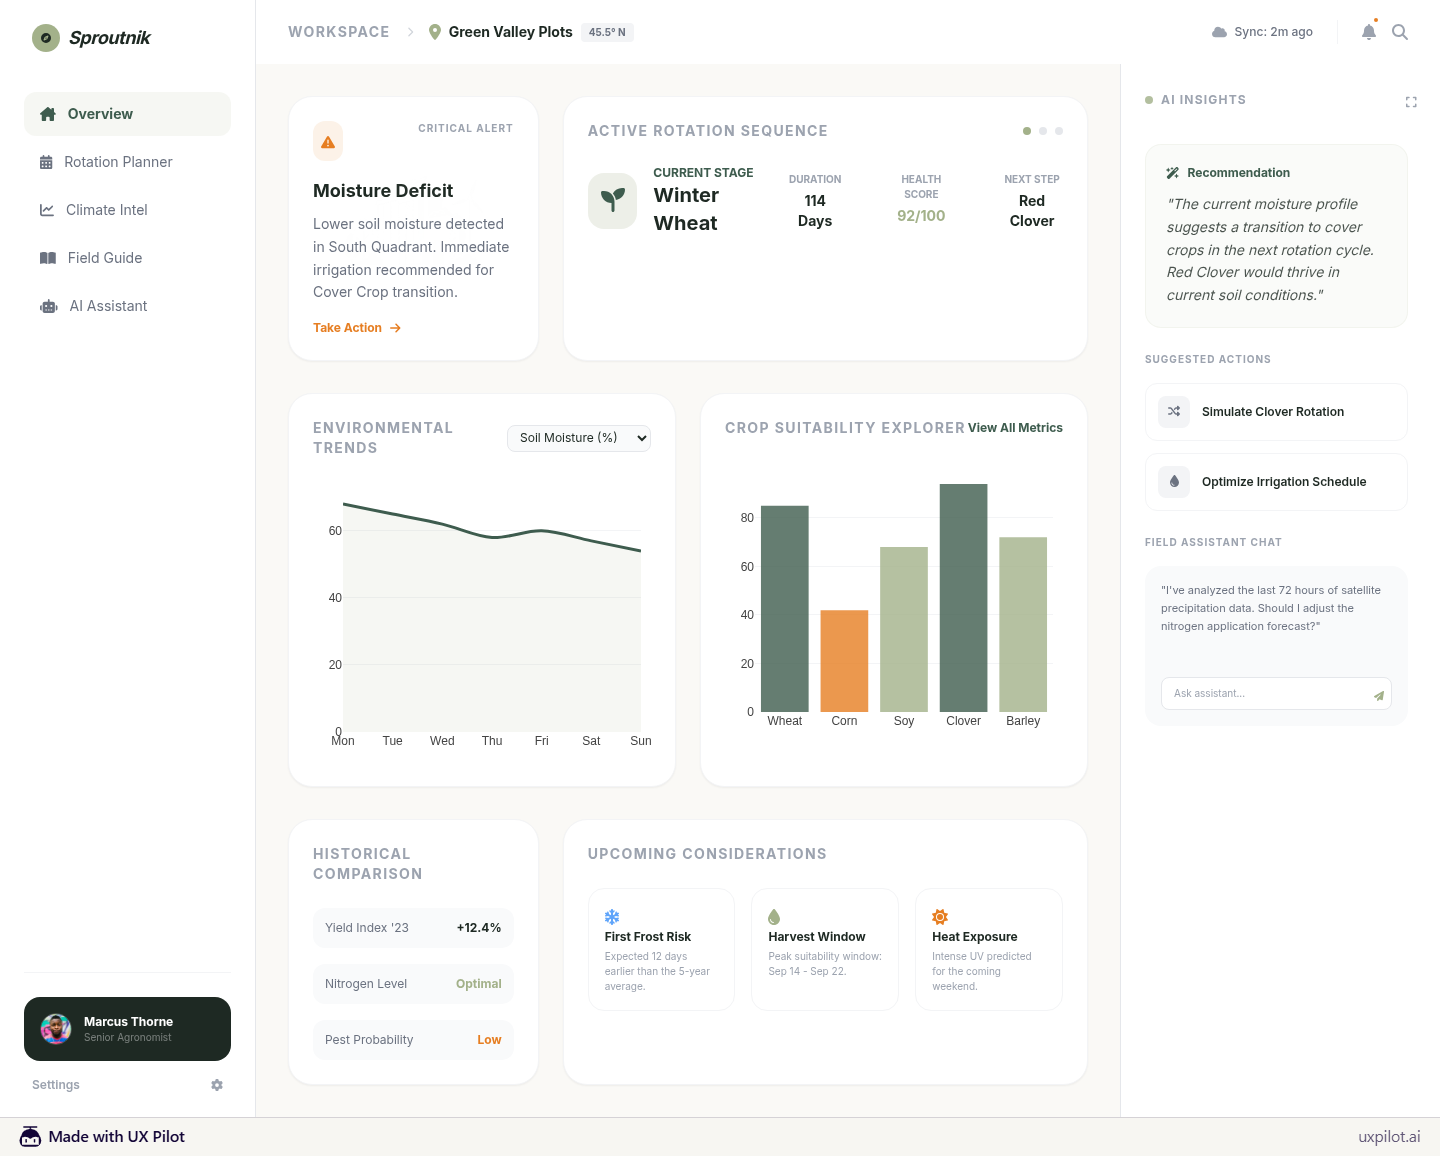 Sproutnik
Overview
Rotation Planner
Climate Intel
Field Guide
AI Assistant
Marcus Thorne
Senior Agronomist
Settings
WORKSPACE
Green Valley Plots
45.5° N
Sync: 2m ago
CRITICAL ALERT
Moisture Deficit
Lower soil moisture detected
in South Quadrant. Immediate
irrigation recommended for
Cover Crop transition.
Take Action
ACTIVE ROTATION SEQUENCE
CURRENT STAGE
Winter
Wheat
DURATION
114
Days
HEALTH
SCORE
92/100
NEXT STEP
Red
Clover
ENVIRONMENTAL
TRENDS
Soil Moisture (%)
60
40
20
0
Mon Tue Wed Thu Fri Sat Sun
CROP SUITABILITY EXPLORER
View All Metrics
80
60
40
20
0
Wheat Corn Soy Clover Barley
HISTORICAL
COMPARISON
Yield Index '23 +12.4%
Nitrogen Level Optimal
Pest Probability Low
UPCOMING CONSIDERATIONS
First Frost Risk
Expected 12 days
earlier than the 5-year
average.
Harvest Window
Peak suitability window:
Sep 14 - Sep 22.
Heat Exposure
Intense UV predicted
for the coming
weekend.
AI INSIGHTS
Recommendation
"The current moisture profile
suggests a transition to cover
crops in the next rotation cycle.
Red Clover would thrive in
current soil conditions."
SUGGESTED ACTIONS
Simulate Clover Rotation
Optimize Irrigation Schedule
FIELD ASSISTANT CHAT
"I've analyzed the last 72 hours of satellite
precipitation data. Should I adjust the
nitrogen application forecast?"
Ask assistant...
Made with UX Pilot
uxpilot.ai